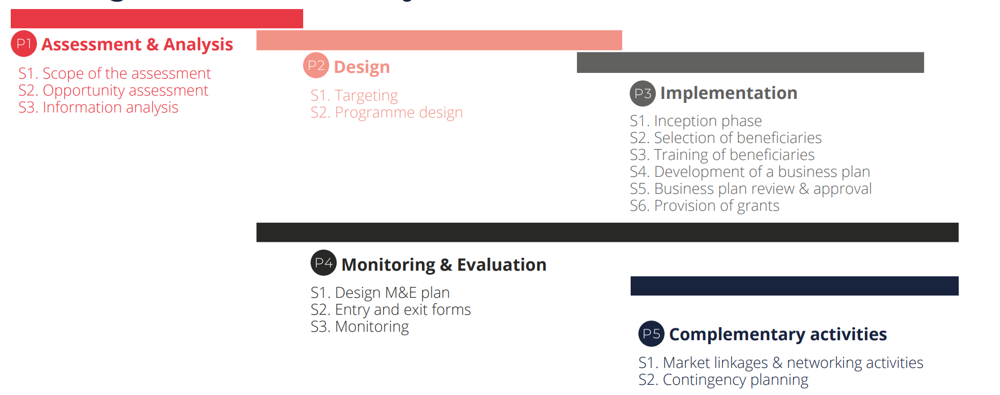 P1 Assessment & Analysis
S1. Scope of the assessment
S2. Opportunity assessment
S3. Information analysis
P2 Design
S1. Targeting
S2. Programme design
P3 Implementation
S1. Inception phase
S2. Selection of beneficiaries
S3. Training of beneficiaries
S4. Development of a business plan
S5. Business plan review & approval
S6. Provision of grants
P4 Monitoring & Evaluation
S1. Design M&E plan
S2. Entry and exit forms
S3. Monitoring
P5 Complementary activities
S1. Market linkages & networking activities
S2. Contingency planning